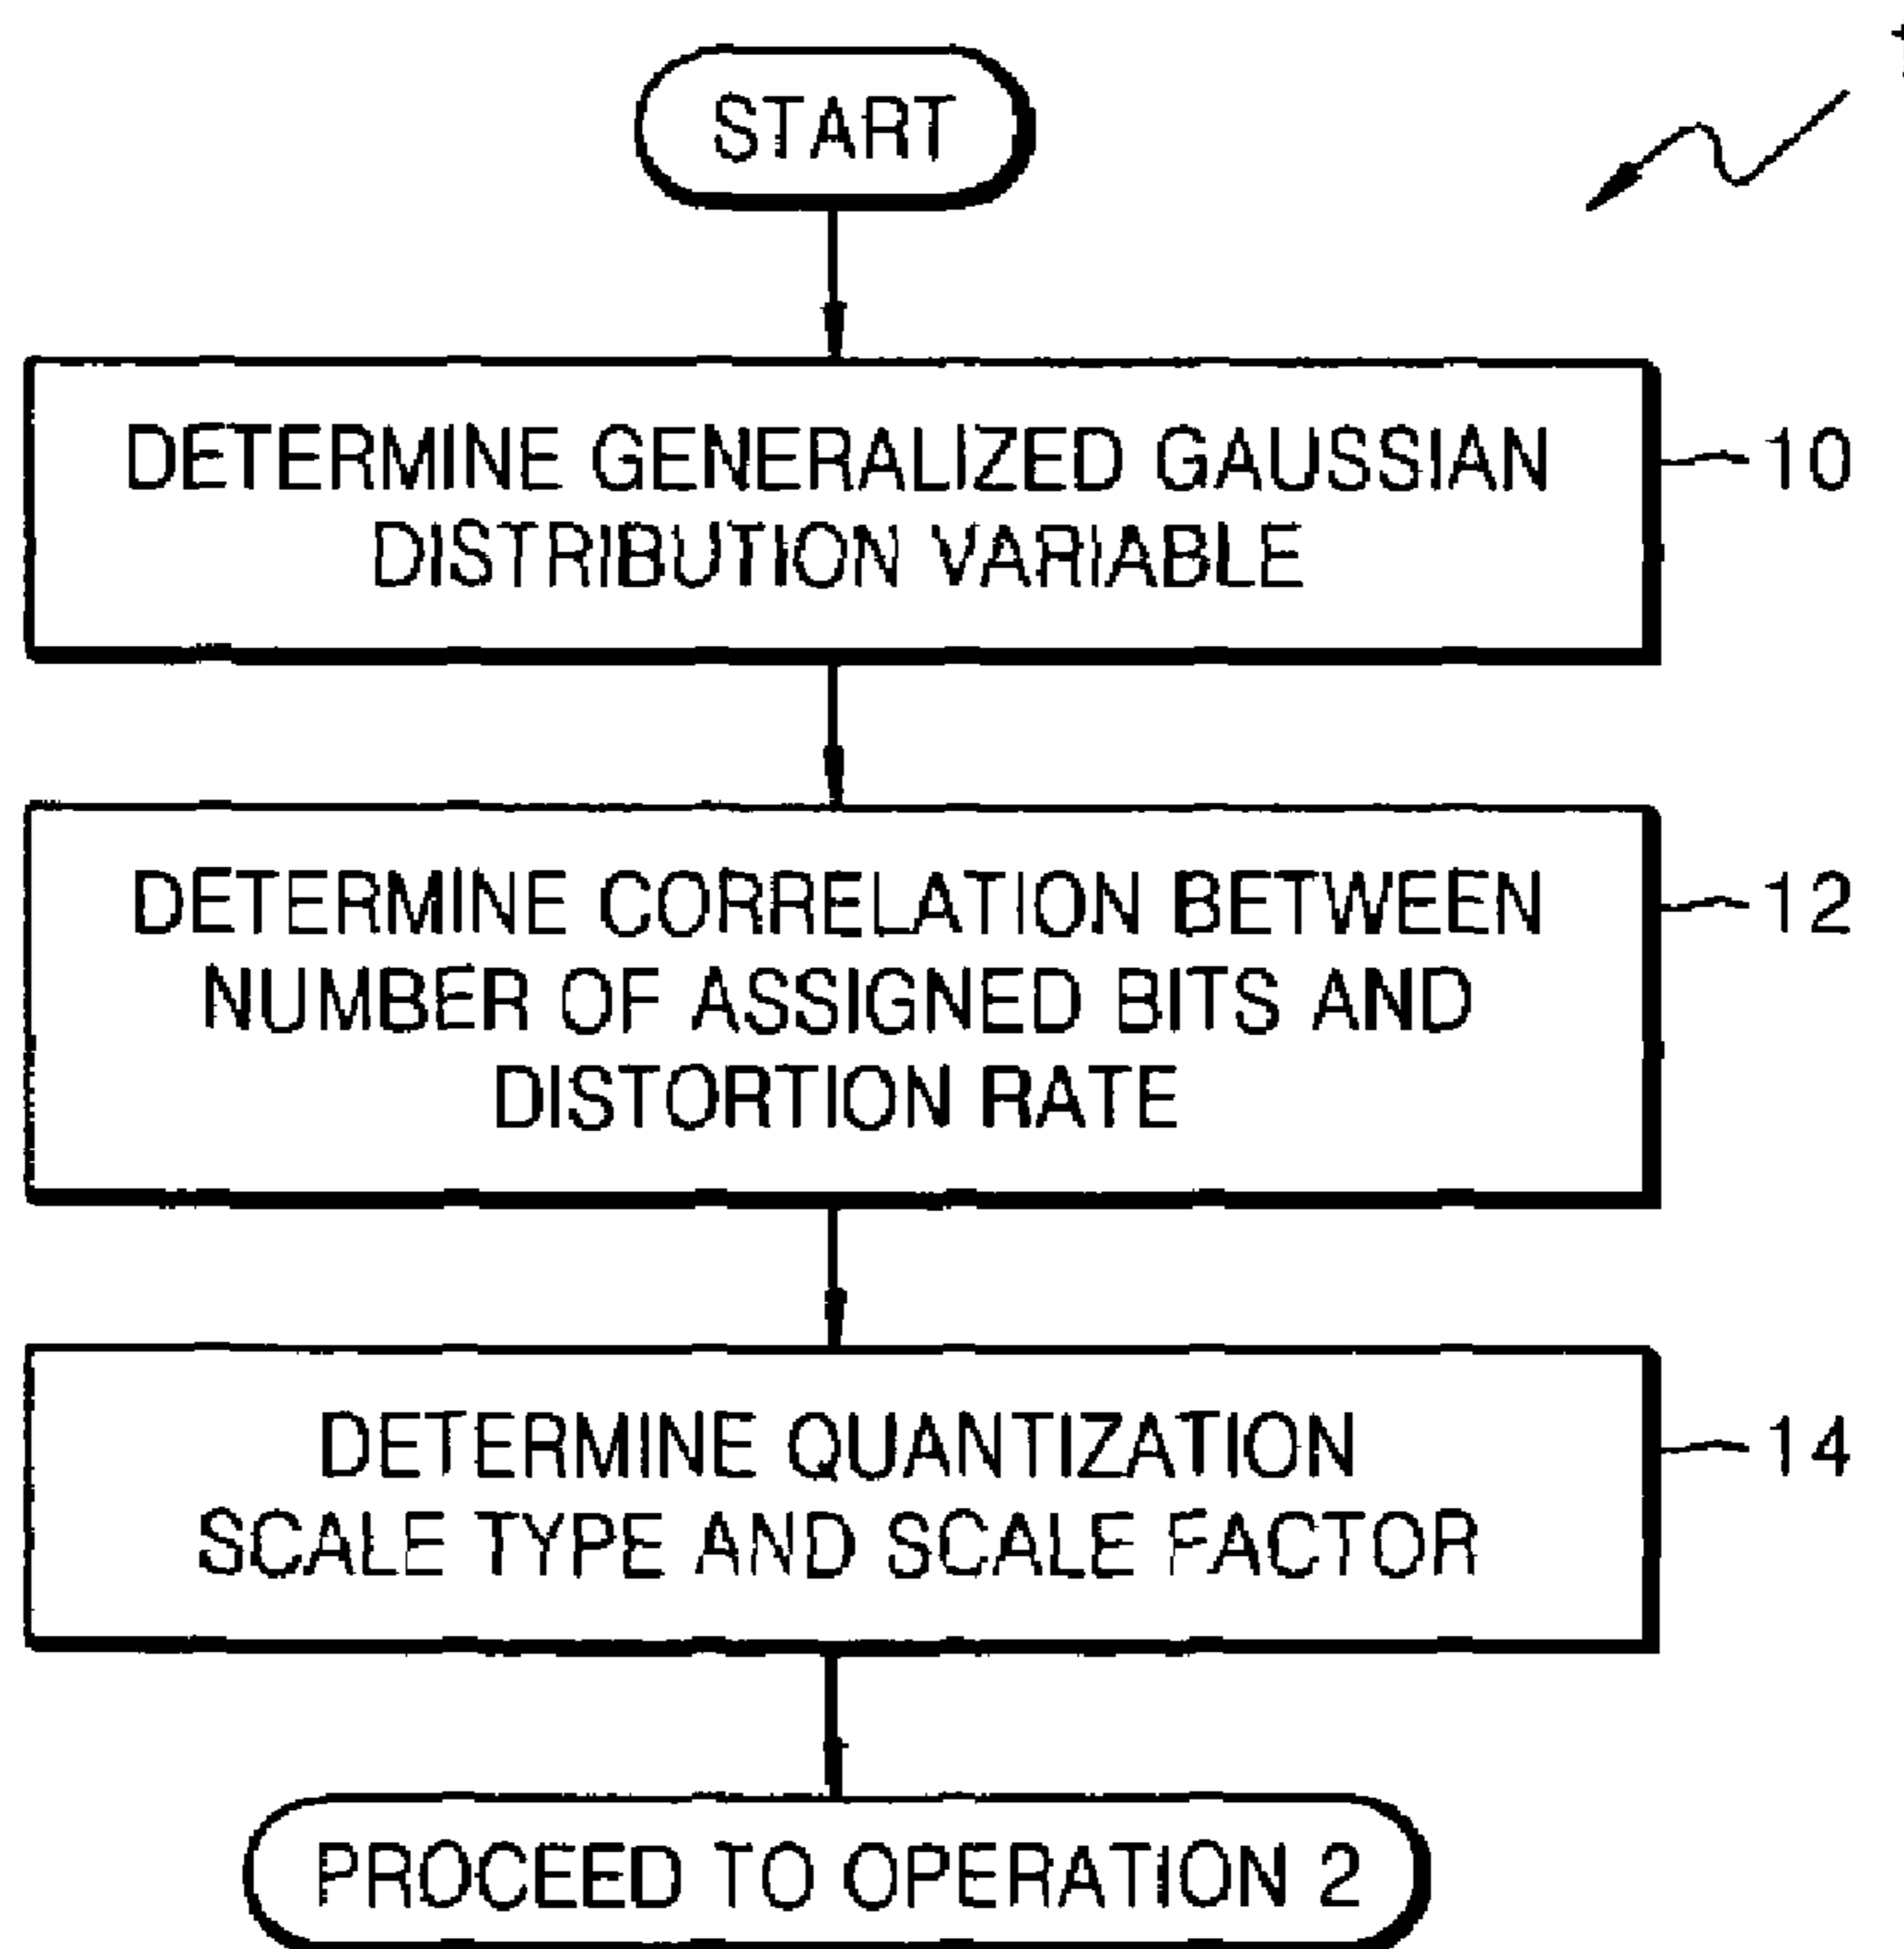 START
DETERMINE GENERALIZED GAUSSIAN
DISTRIBUTION VARIABLE
10
DETERMINE CORRELATION BETWEEN
NUMBER OF ASSIGNED BITS AND
DISTORTION RATE
12
DETERMINE QUANTIZATION
SCALE TYPE AND SCALE FACTOR
14
PROCEED TO OPERATION 2